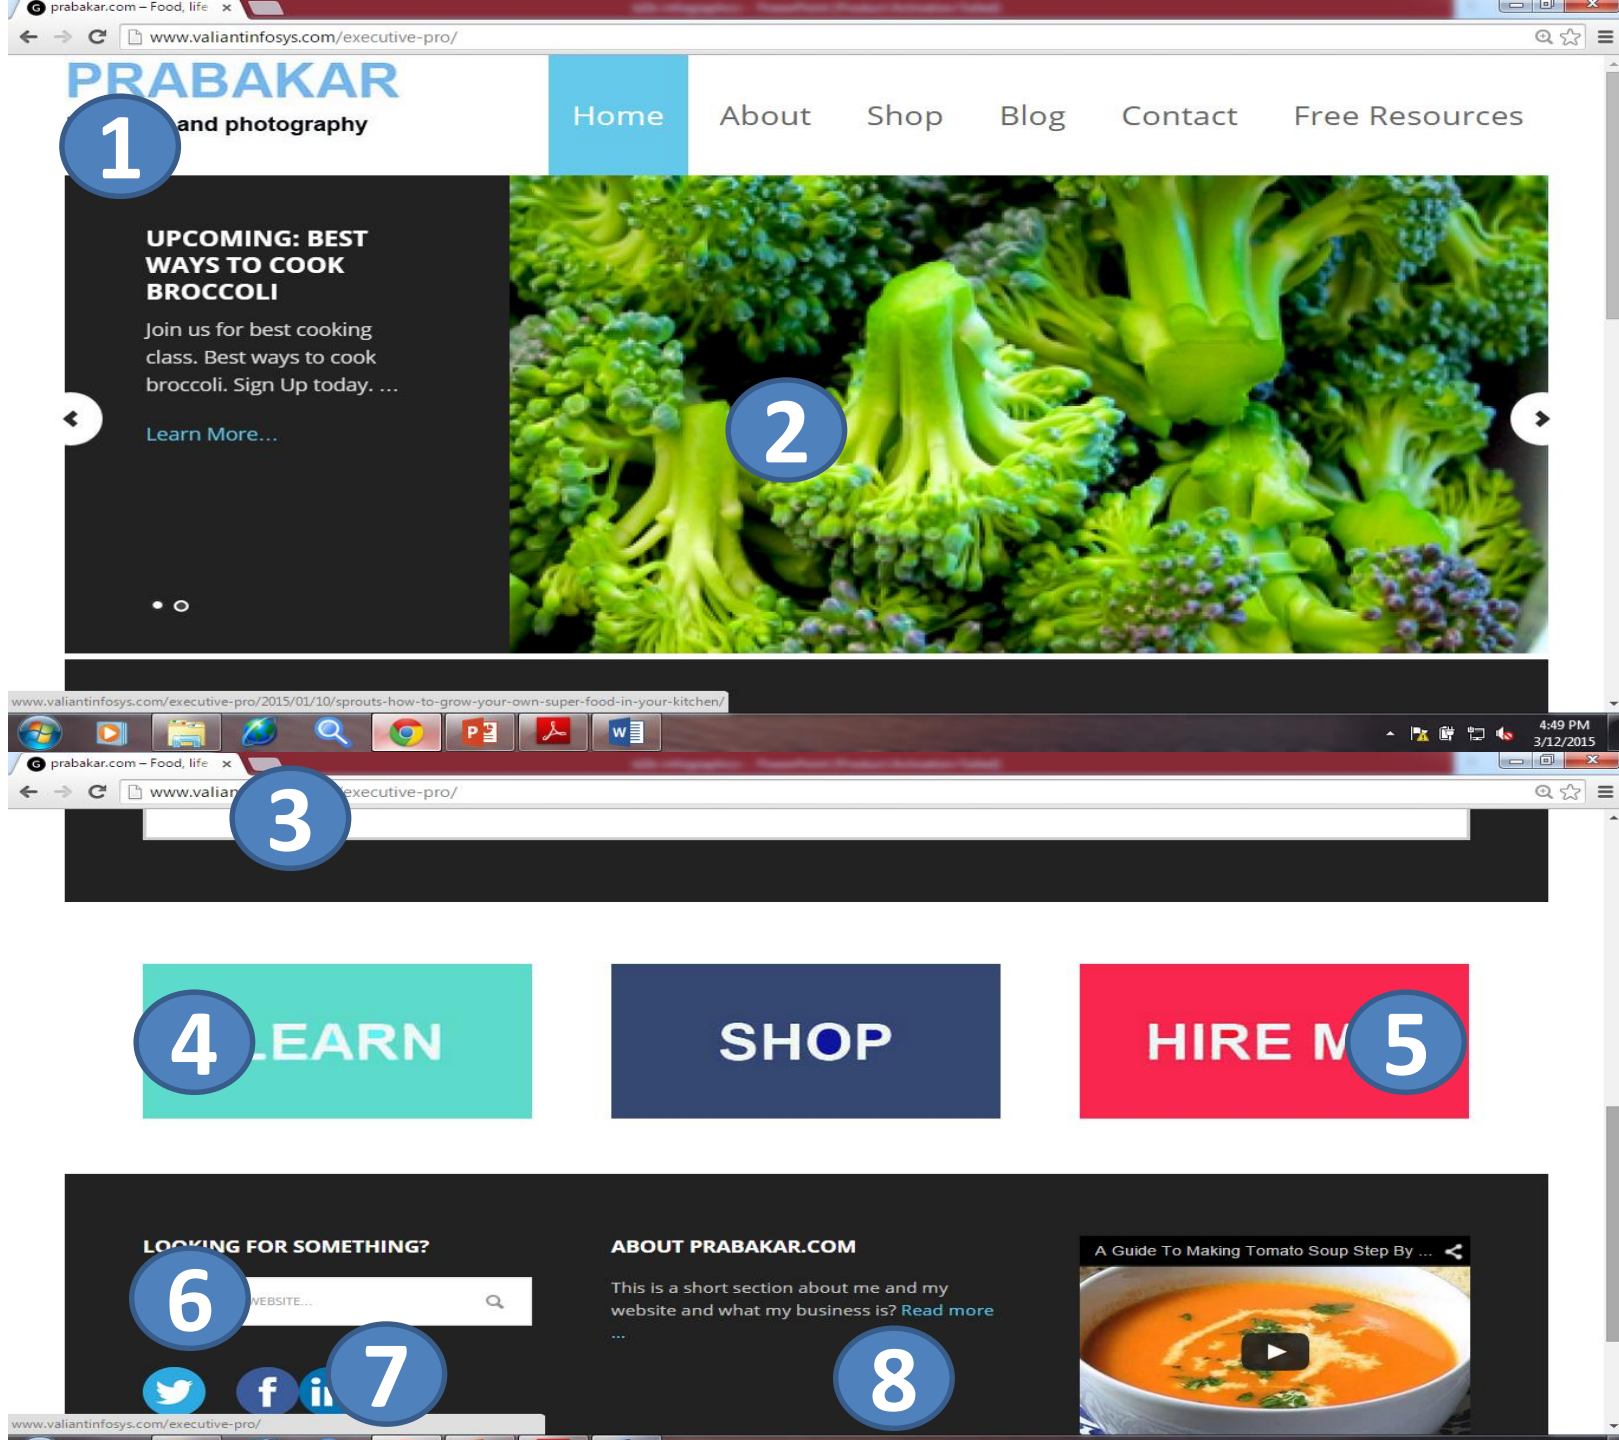 prabakar.com – Food, life
www.valiantinfosys.com/executive-pro/
PRABAKAR
and photography
1
Home About Shop Blog Contact Free Resources
UPCOMING: BEST
WAYS TO COOK
BROCCOLI
Join us for best cooking
class. Best ways to cook
broccoli. Sign Up today. ...
Learn More...
2
www.valiantinfosys.com/executive-pro/2015/01/10/sprouts-how-to-grow-your-own-super-food-in-your-kitchen/
4:49 PM
3/12/2015
prabakar.com – Food, life
www.valian /executive-pro/
3
4 LEARN
SHOP
HIRE M 5
LOOKING FOR SOMETHING?
6 WEBSITE...
7
ABOUT PRABAKAR.COM
This is a short section about me and my
website and what my business is? Read more
...
8
A Guide To Making Tomato Soup Step By ...
www.valiantinfosys.com/executive-pro/